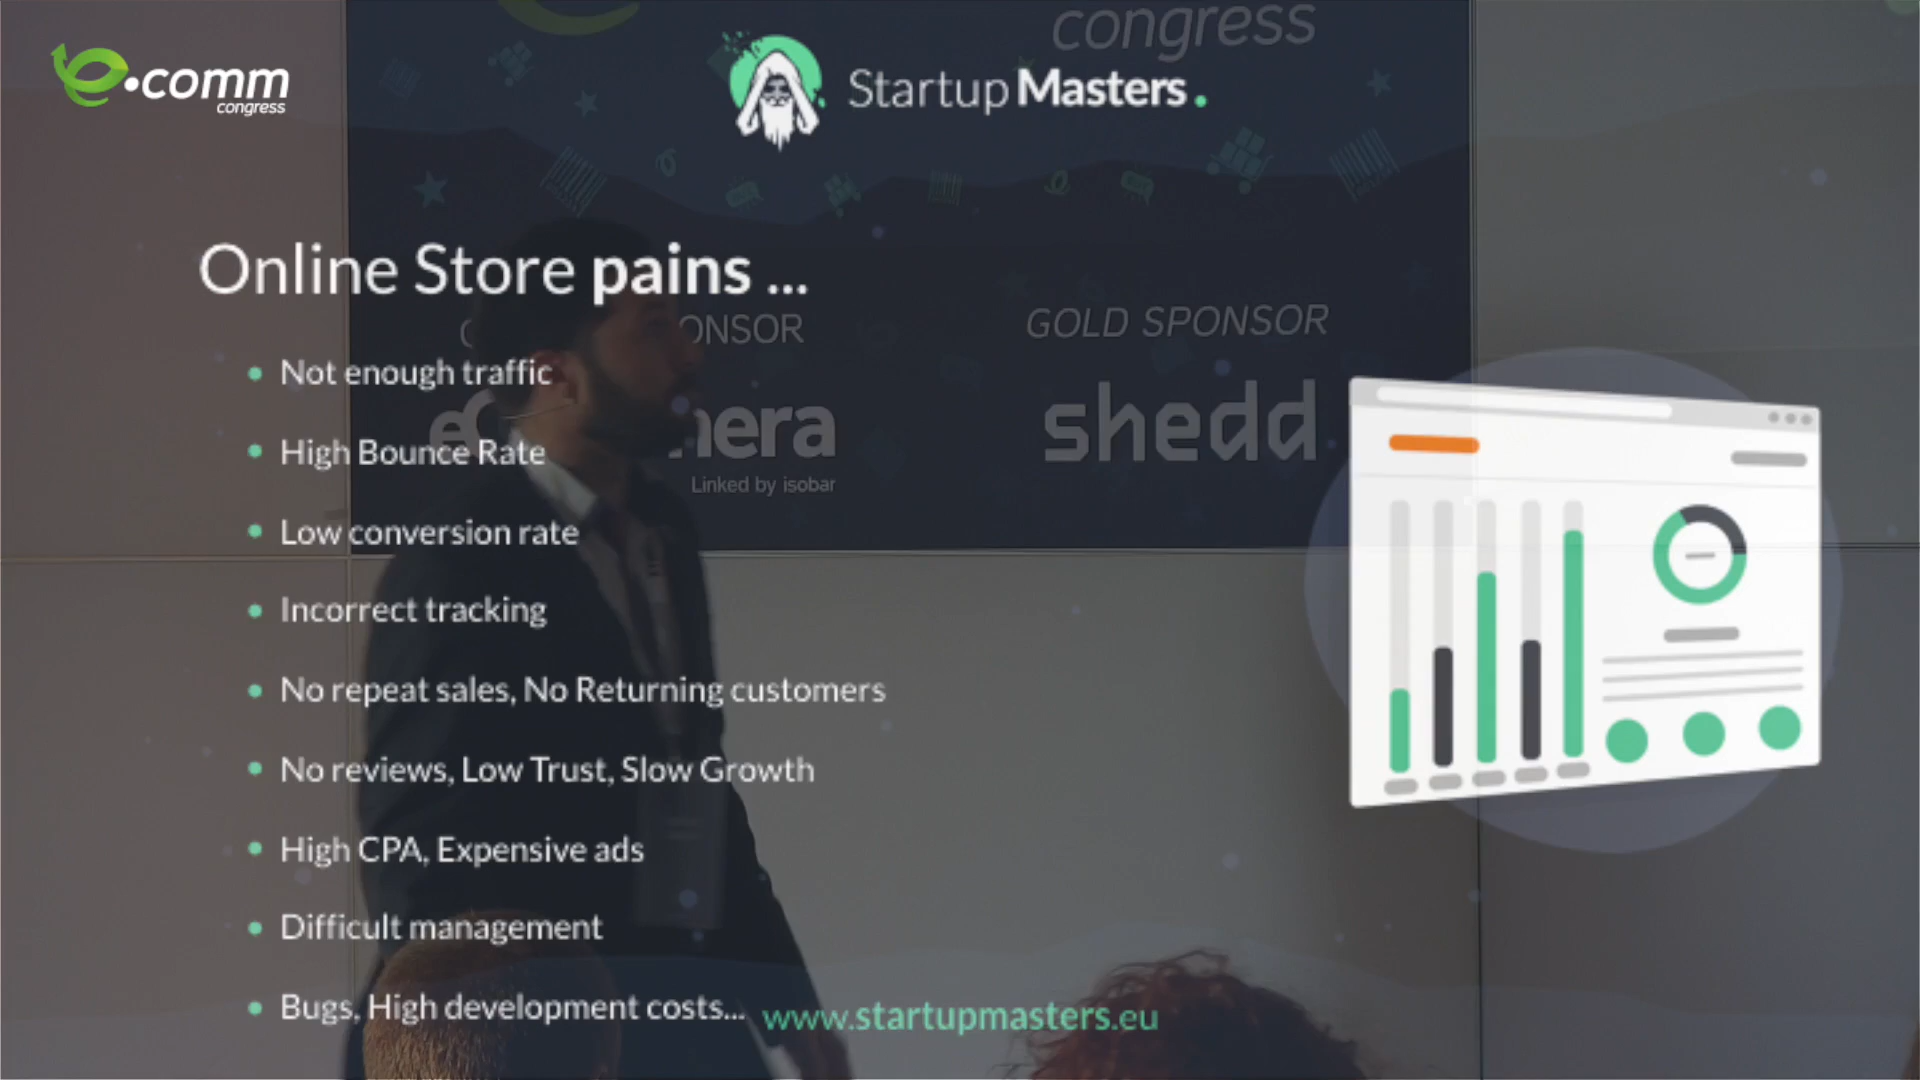 e.comm
congress
congress
Startup Masters.
Online Store pains ...
GOLD SPONSOR
ONSOR
Not enough traffic
shedd
nera
High Bounce Rate
Linked by isobar
Low conversion rate
Incorrect tracking
No repeat sales, No Returning customers
No reviews, Low Trust, Slow Growth
High CPA, Expensive ads
Difficult management
Bugs, High development costs...
www.startupmasters.eu